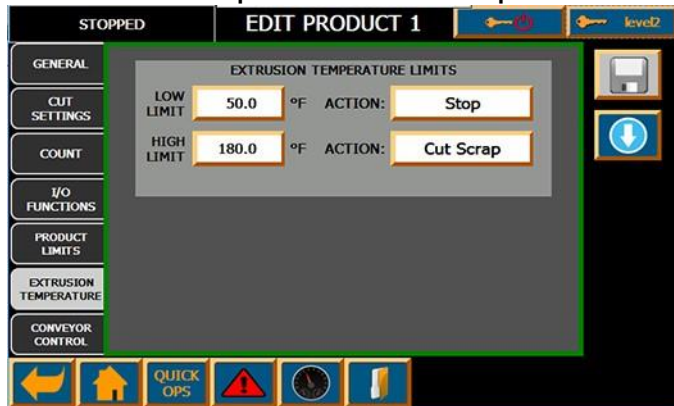 STOPPED
EDIT PRODUCT 1
level2
GENERAL
CUT
SETTINGS
COUNT
I/O
FUNCTIONS
PRODUCT
LIMITS
EXTRUSION
TEMPERATURE
CONVEYOR
CONTROL
EXTRUSION TEMPERATURE LIMITS
LOW
LIMIT
50.0 °F ACTION: Stop
HIGH
LIMIT
180.0 °F ACTION: Cut Scrap
QUICK
OPS